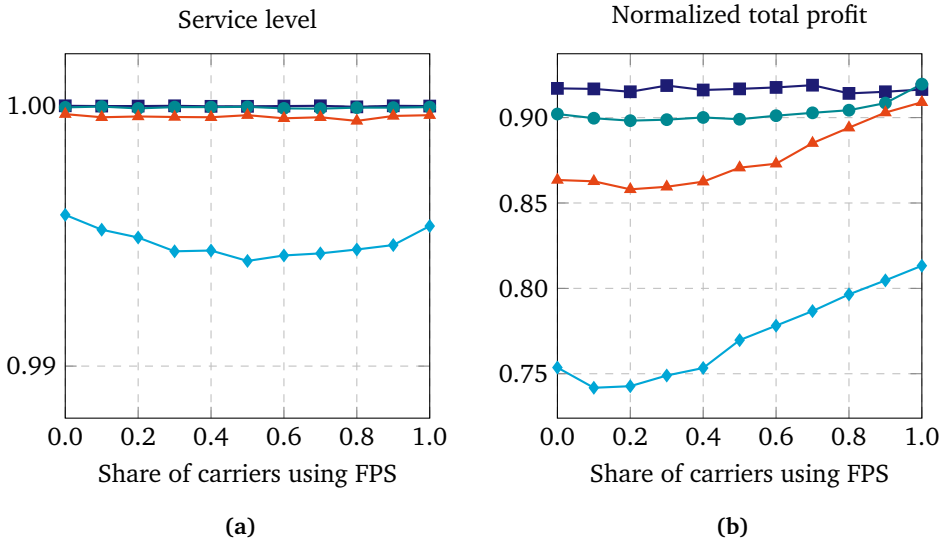 Service level
1.00
0.99
0.0 0.2 0.4 0.6 0.8 1.0
Share of carriers using FPS
(a)
Normalized total profit
0.90
0.85
0.80
0.75
0.0 0.2 0.4 0.6 0.8 1.0
Share of carriers using FPS
(b)